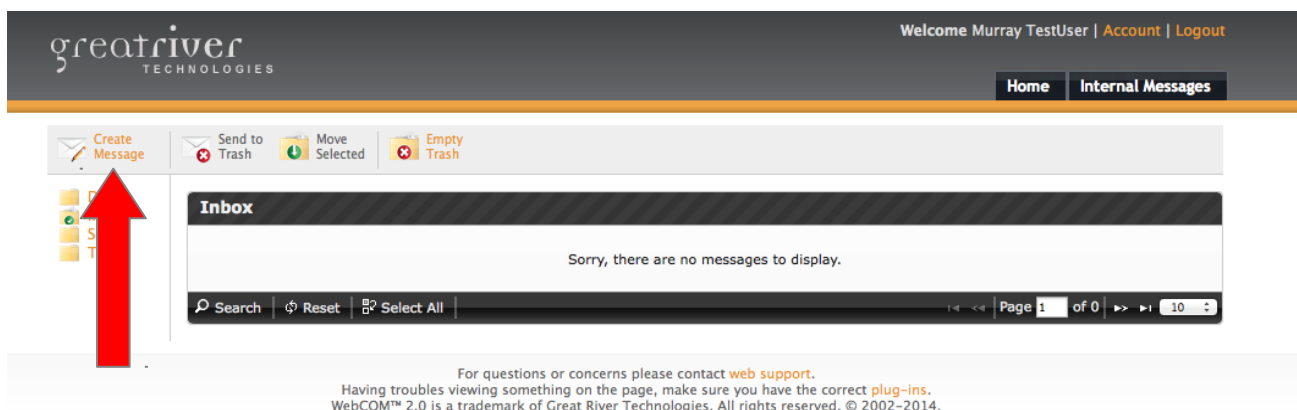 Welcome Murray TestUser | Account | Logout
greatriver
TECHNOLOGIES
Home Internal Messages
Create Message
Send to Trash
Move Selected
Empty Trash
Inbox
Sorry, there are no messages to display.
Search Reset Select All Page 1 of 0 10
For questions or concerns please contact web support.
Having troubles viewing something on the page, make sure you have the correct plug-ins.
WebCOM™ 2.0 is a trademark of Great River Technologies. All rights reserved. © 2002-2014.